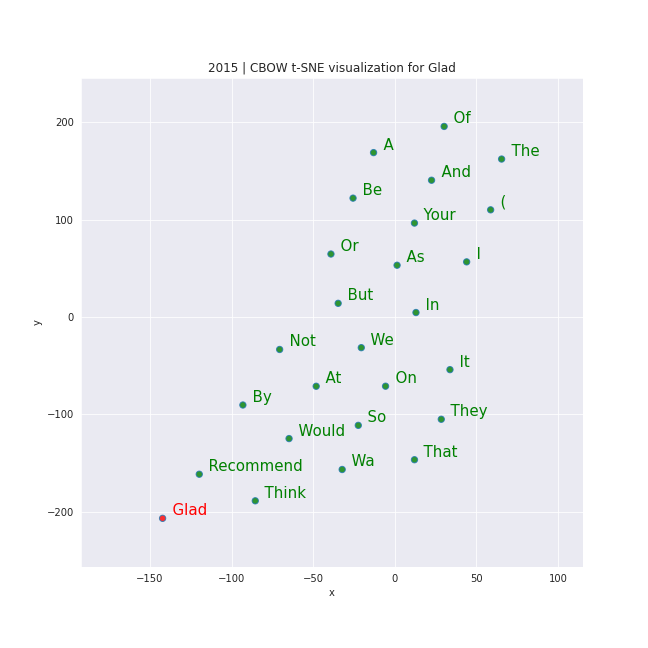 2015 | CBOW t-SNE visualization for Glad
Of
A
The
And
Be
(
Your
Or
I
As
But
In
Not
We
It
At
On
By
They
So
Would
That
Wa
Recommend
Think
Glad
200
100
0
−100
−200
y
−150
−100
−50
0
50
100
x